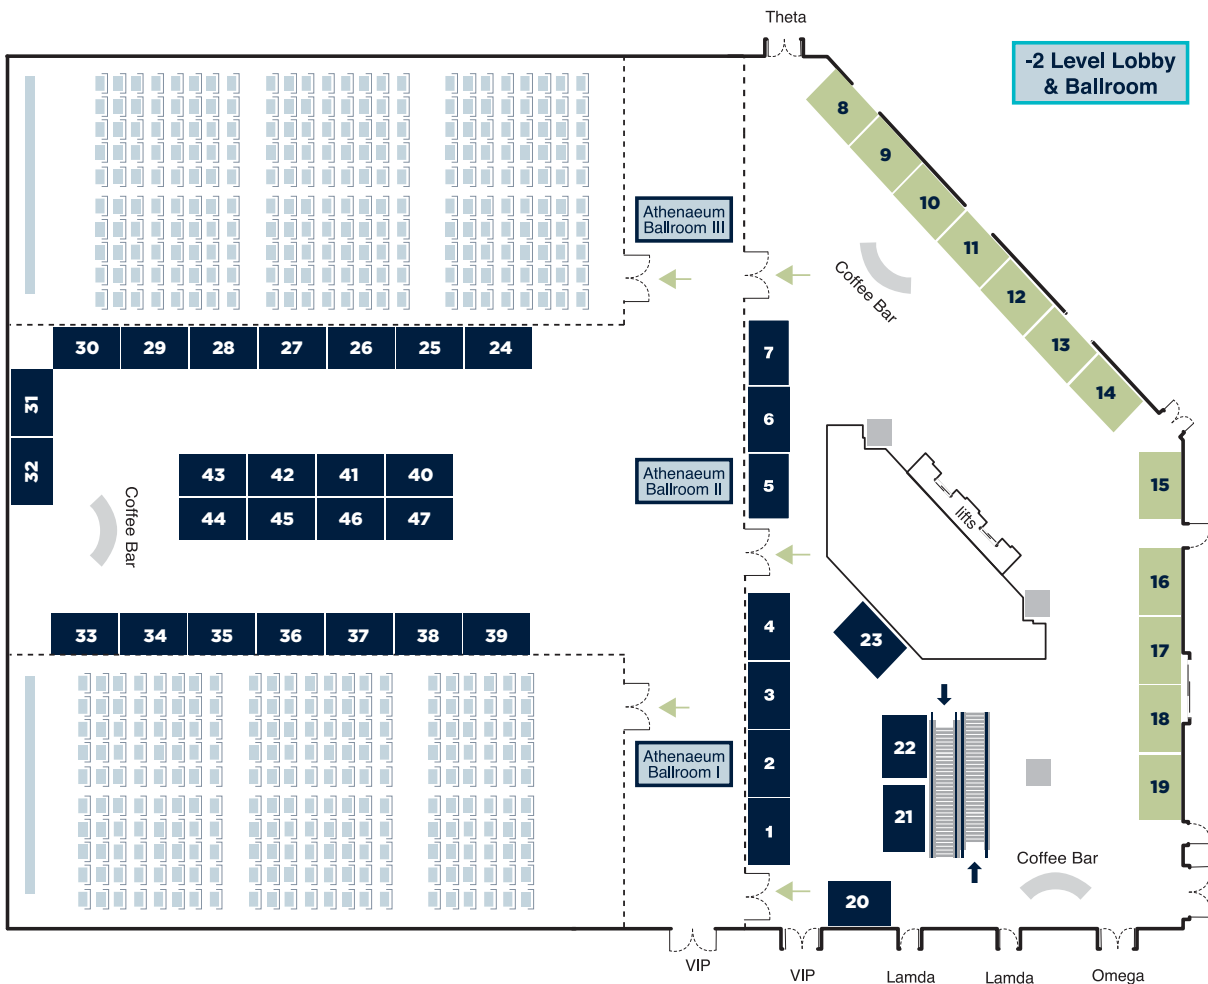 Theta
-2 Level Lobby
& Ballroom
8
9
10
11
12
13
14
Athenaeum
Ballroom III
Coffee Bar
30 29 28 27 26 25 24
31
32
7
6
5
43 42 41 40
44 45 46 47
Coffee Bar
Athenaeum
Ballroom II
lifts
15
16
17
18
19
33 34 35 36 37 38 39
4
3
2
1
23
22
21
Athenaeum
Ballroom I
Coffee Bar
20
VIP
VIP
Lamda
Lamda
Omega